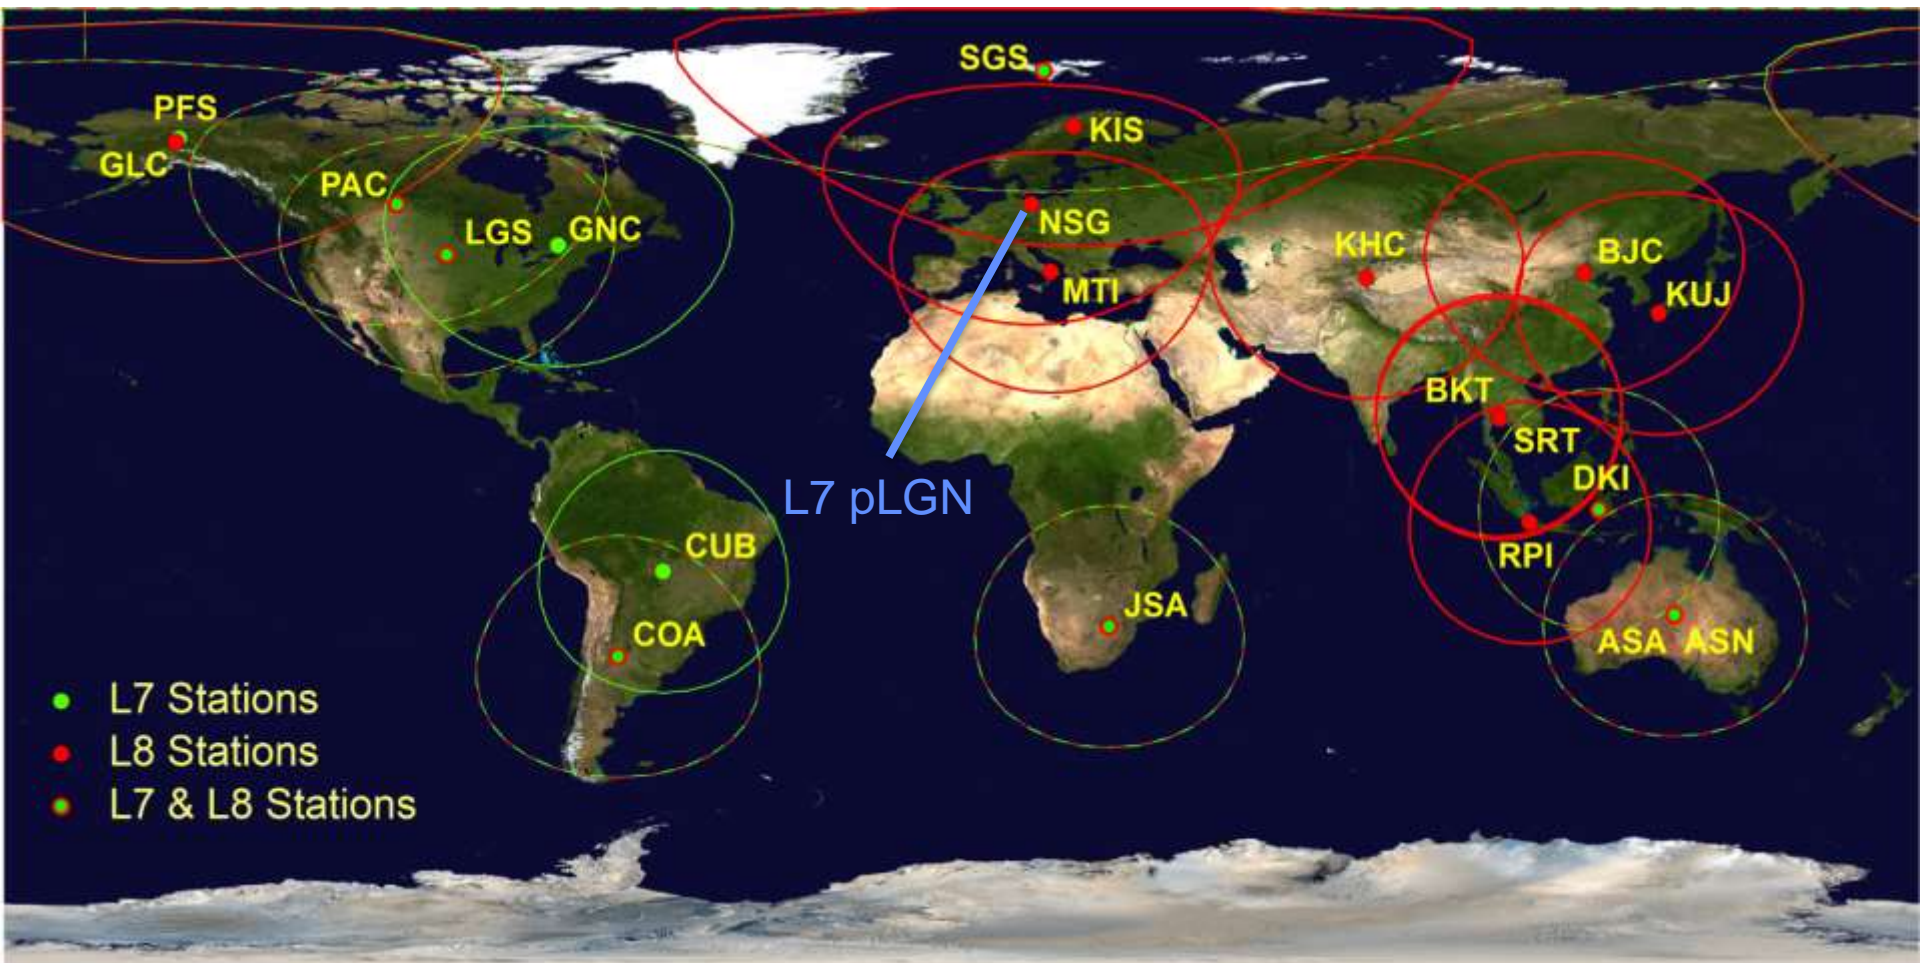 SGS
PFS
KIS
GLC
PAC
LGS
GNC
NSG
KHC
BJC
MTI
KUJ
BKT
SRT
DKI
L7 pLGN
CUB
RPI
JSA
COA
ASA ASN
L7 Stations
L8 Stations
L7 & L8 Stations